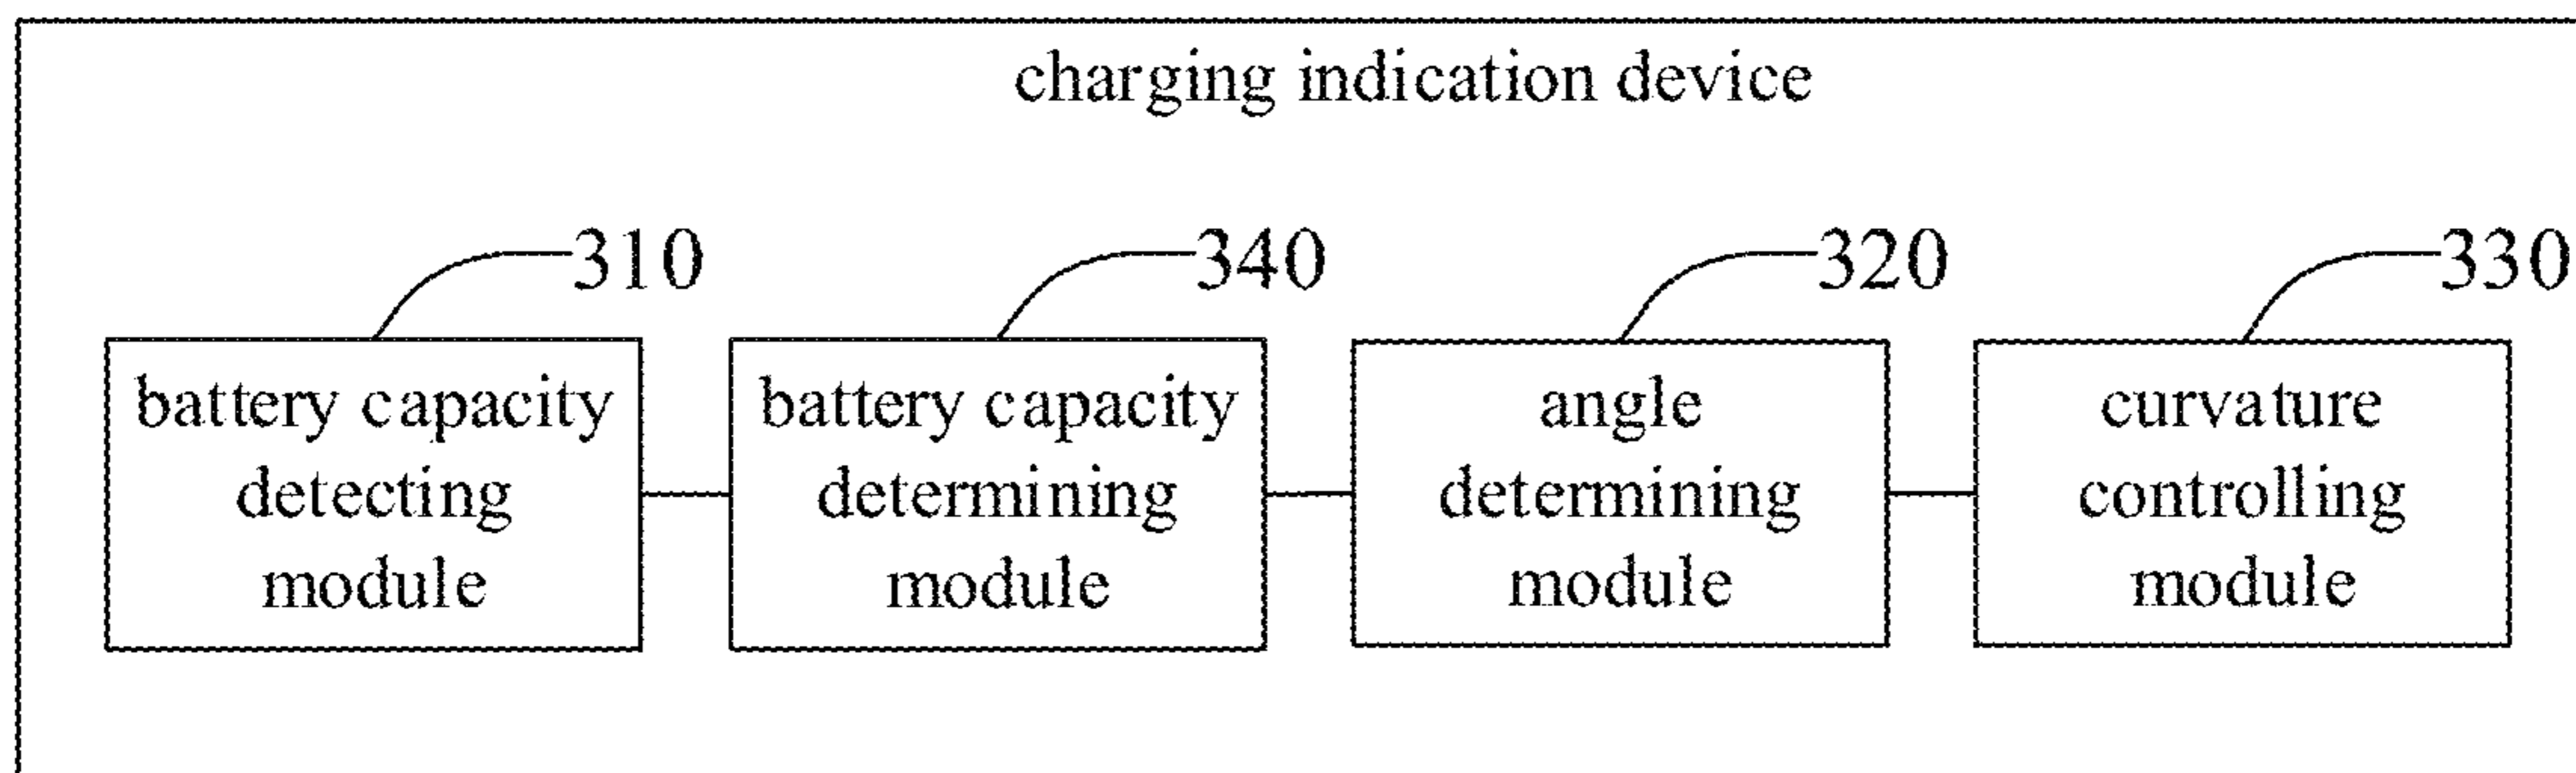 charging indication device
310
340
320
330
battery capacity
detecting
module
battery capacity
determining
module
angle
determining
module
curvature
controlling
module